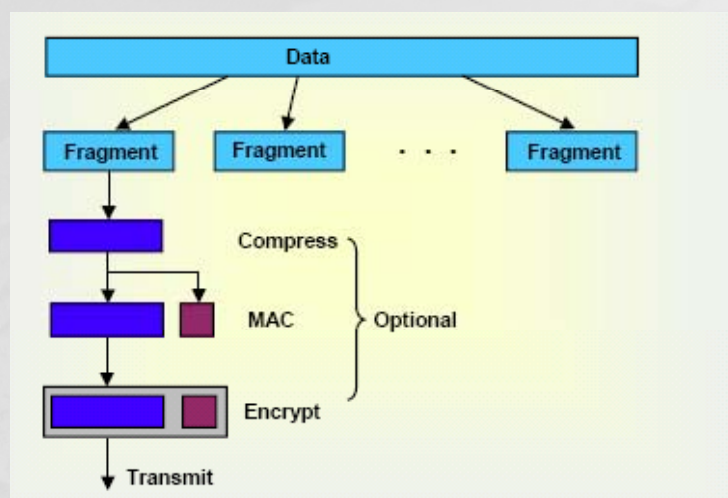 Data
Fragment Fragment . . . Fragment
Compress
MAC Optional
Encrypt
Transmit